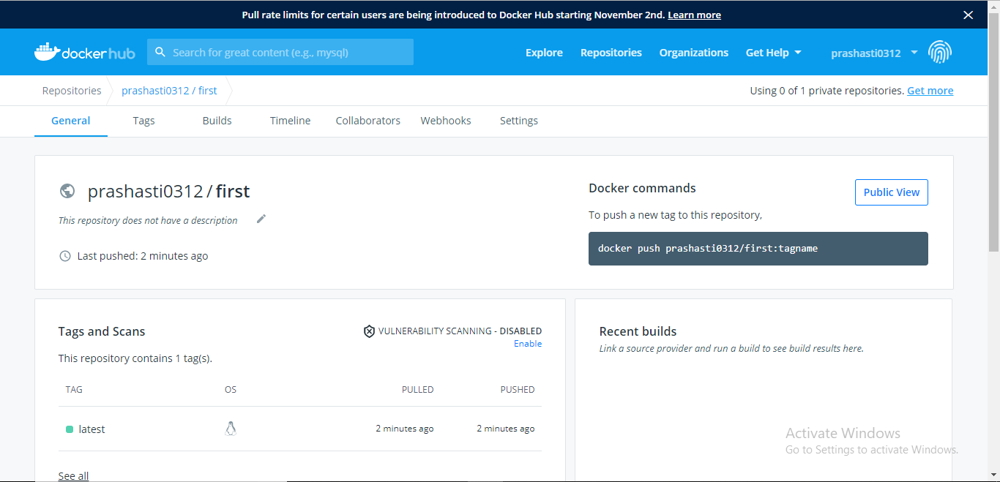 Pull rate limits for certain users are being introduced to Docker Hub starting November 2nd. Learn more
dockerhub
Search for great content (e.g., mysql)
Explore
Repositories
Organizations
Get Help
prashasti0312
Repositories
prashasti0312 / first
Using 0 of 1 private repositories. Get more
General
Tags
Builds
Timeline
Collaborators
Webhooks
Settings
prashasti0312 / first
This repository does not have a description
Last pushed: 2 minutes ago
Docker commands
Public View
To push a new tag to this repository,
docker push prashasti0312/first:tagname
Tags and Scans
VULNERABILITY SCANNING - DISABLED
Enable
This repository contains 1 tag(s).
TAG OS PULLED PUSHED
latest 2 minutes ago 2 minutes ago
See all
Recent builds
Link a source provider and run a build to see build results here.
Activate Windows
Go to Settings to activate Windows.